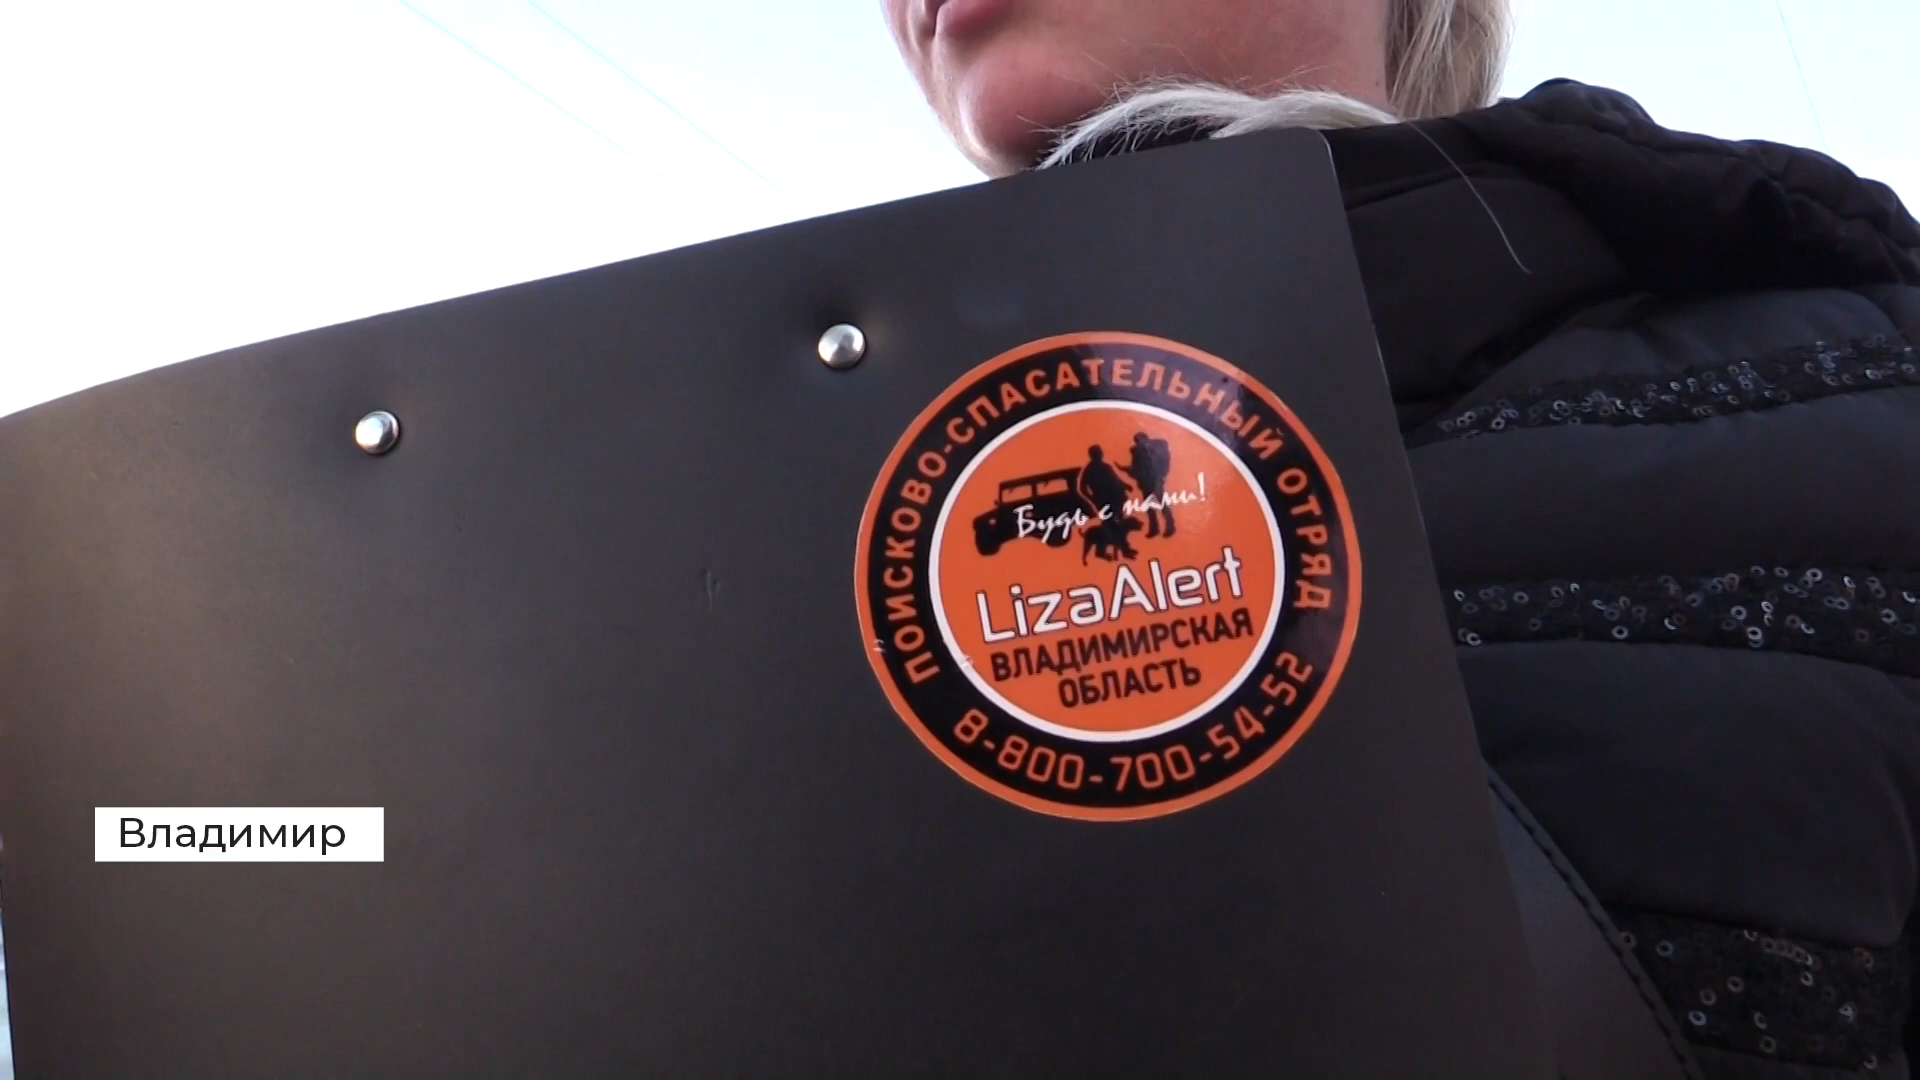 ПОИСКОВО-СПАСАТЕЛЬНЫЙ ОТРЯД
Будь с нами!
LizaAlert
ВЛАДИМИРСКАЯ
ОБЛАСТЬ
8-800-700-54-52
Владимир